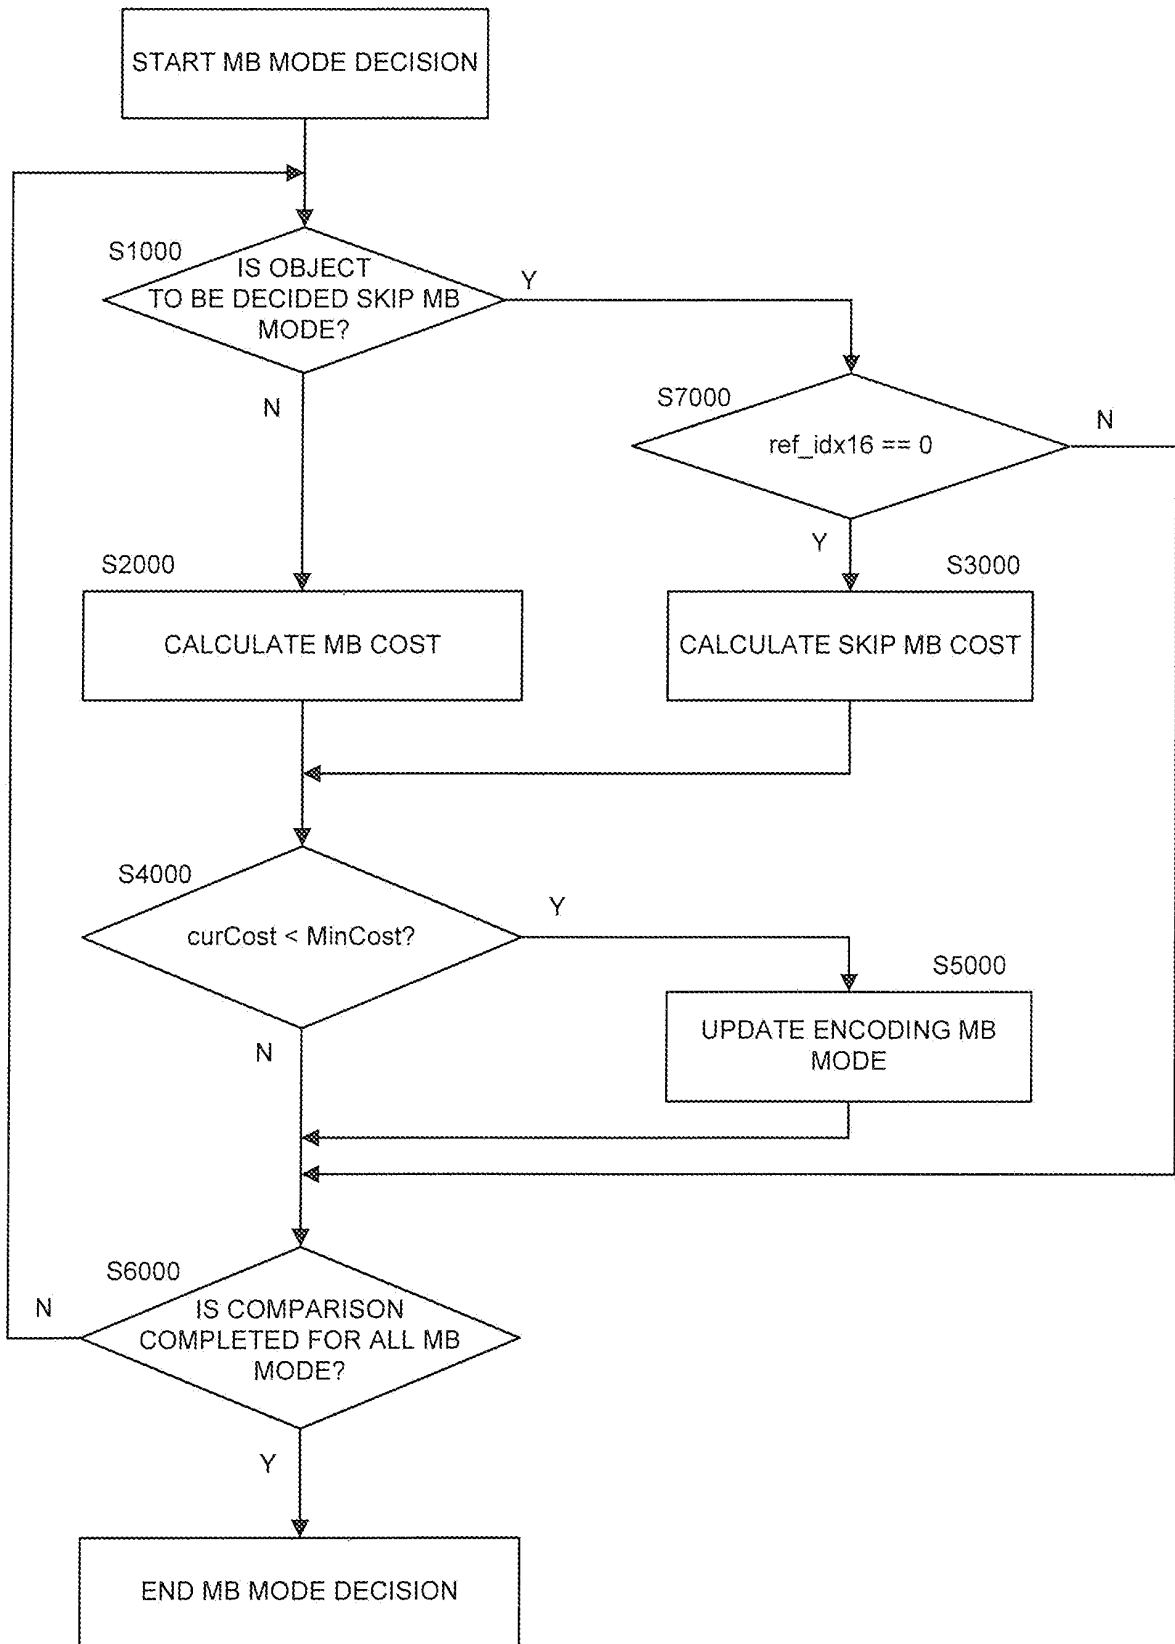 START MB MODE DECISION
S1000
IS OBJECT
TO BE DECIDED SKIP MB
MODE?
Y
N
S7000
ref_idx16 == 0
N
Y
S2000
CALCULATE MB COST
S3000
CALCULATE SKIP MB COST
S4000
curCost < MinCost?
Y
N
S5000
UPDATE ENCODING MB
MODE
S6000
IS COMPARISON
COMPLETED FOR ALL MB
MODE?
N
Y
END MB MODE DECISION